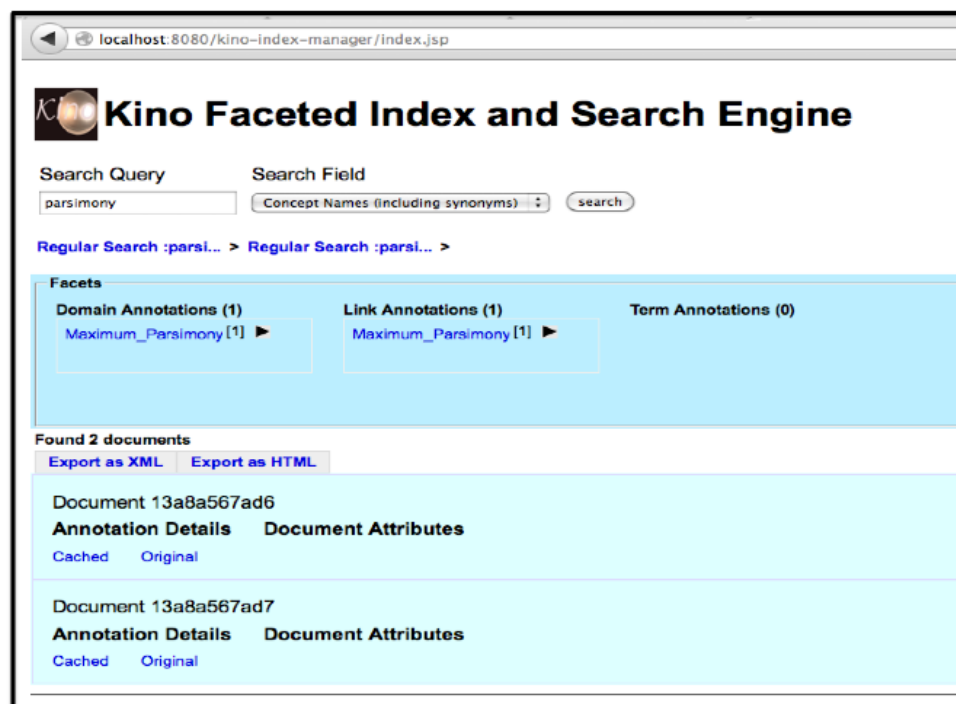 localhost:8080/kino-index-manager/index.jsp
Kino Kino Faceted Index and Search Engine
Search Query Search Field
parsimony Concept Names (including synonyms) search
Regular Search :parsi... > Regular Search :parsi... >
Facets
Domain Annotations (1) Link Annotations (1) Term Annotations (0)
Maximum_Parsimony [1] Maximum_Parsimony [1]
Found 2 documents
Export as XML Export as HTML
Document 13a8a567ad6
Annotation Details Document Attributes
Cached Original
Document 13a8a567ad7
Annotation Details Document Attributes
Cached Original